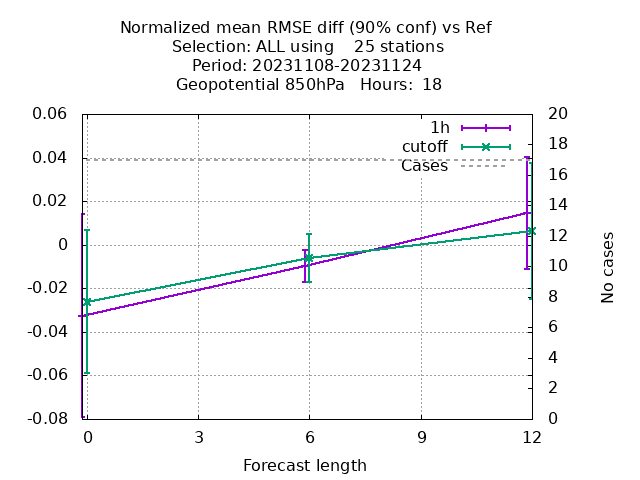 Normalized mean RMSE diff (90% conf) vs Ref
Selection: ALL using    25 stations
Period: 20231108-20231124
Geopotential 850hPa   Hours:  18
0.06
0.04
0.02
0
-0.02
-0.04
-0.06
-0.08
20
18
16
14
12
10
8
6
4
2
0
1h
cutoff
Cases
No cases
0 3 6 9 12
Forecast length